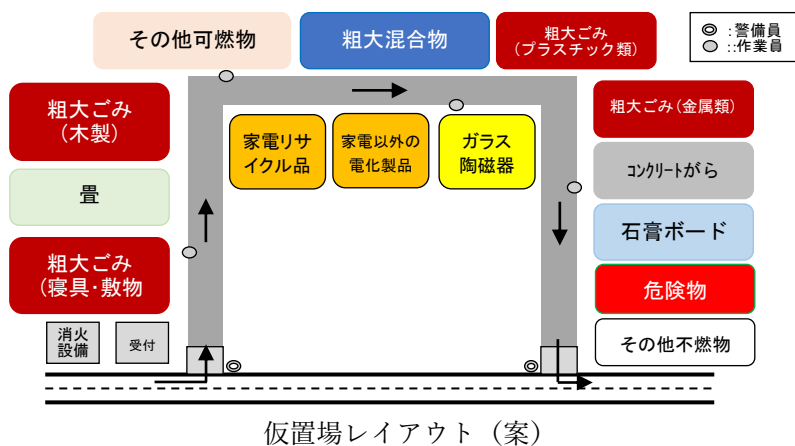 その他可燃物
粗大混合物
粗大ごみ
(プラスチック類)
◎:警備員
○::作業員
粗大ごみ
(木製)
家電リサ
イクル品
家電以外の
電化製品
ガラス
陶磁器
粗大ごみ(金属類)
畳
コンクリートがら
粗大ごみ
(寝具・敷物
石膏ボード
危険物
消火
設備
受付
その他不燃物
仮置場レイアウト(案)